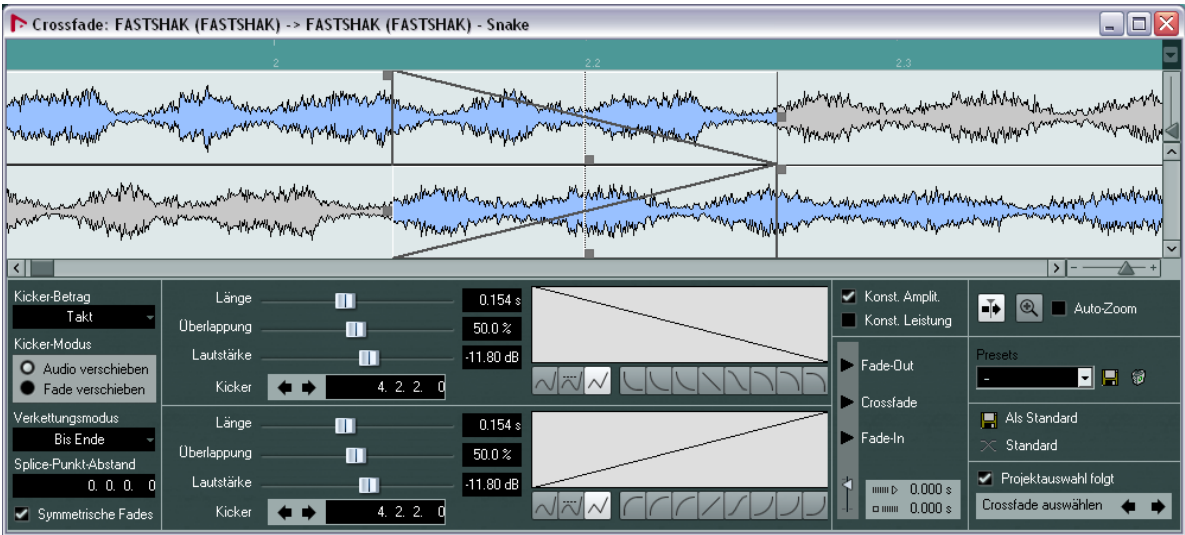 Crossfade: FASTSHAK (FASTSHAK) -> FASTSHAK (FASTSHAK) - Snake
2 2.2 2.3
Kicker-Betrag
Takt
Kicker-Modus
Audio verschieben
Fade verschieben
Verkettungsmodus
Bis Ende
Splice-Punkt-Abstand
0. 0. 0. 0
Symmetrische Fades
Länge 0.154 s
Überlappung 50.0 %
Lautstärke -11.80 dB
Kicker 4. 2. 2. 0
Länge 0.154 s
Überlappung 50.0 %
Lautstärke -11.80 dB
Kicker 4. 2. 2. 0
Konst. Amplit.
Konst. Leistung
Fade-Out
Crossfade
Fade-In
0.000 s
0.000 s
Auto-Zoom
Presets
-
Als Standard
Standard
Projektauswahl folgt
Crossfade auswählen